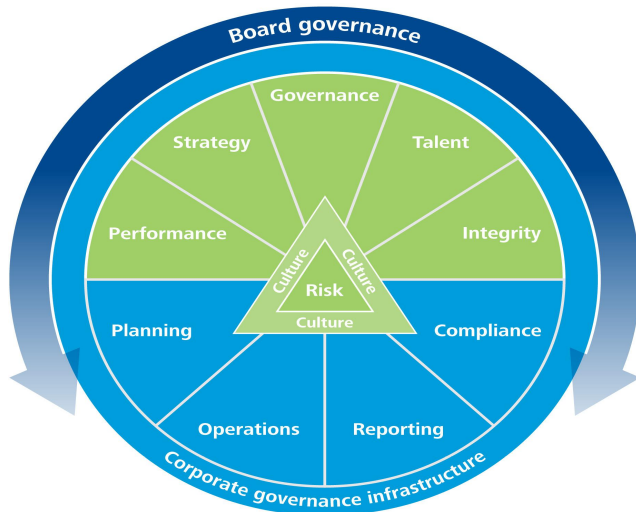 Board governance
Governance
Strategy
Talent
Performance
Integrity
Culture
Culture
Risk
Culture
Planning
Compliance
Operations
Reporting
Corporate governance infrastructure